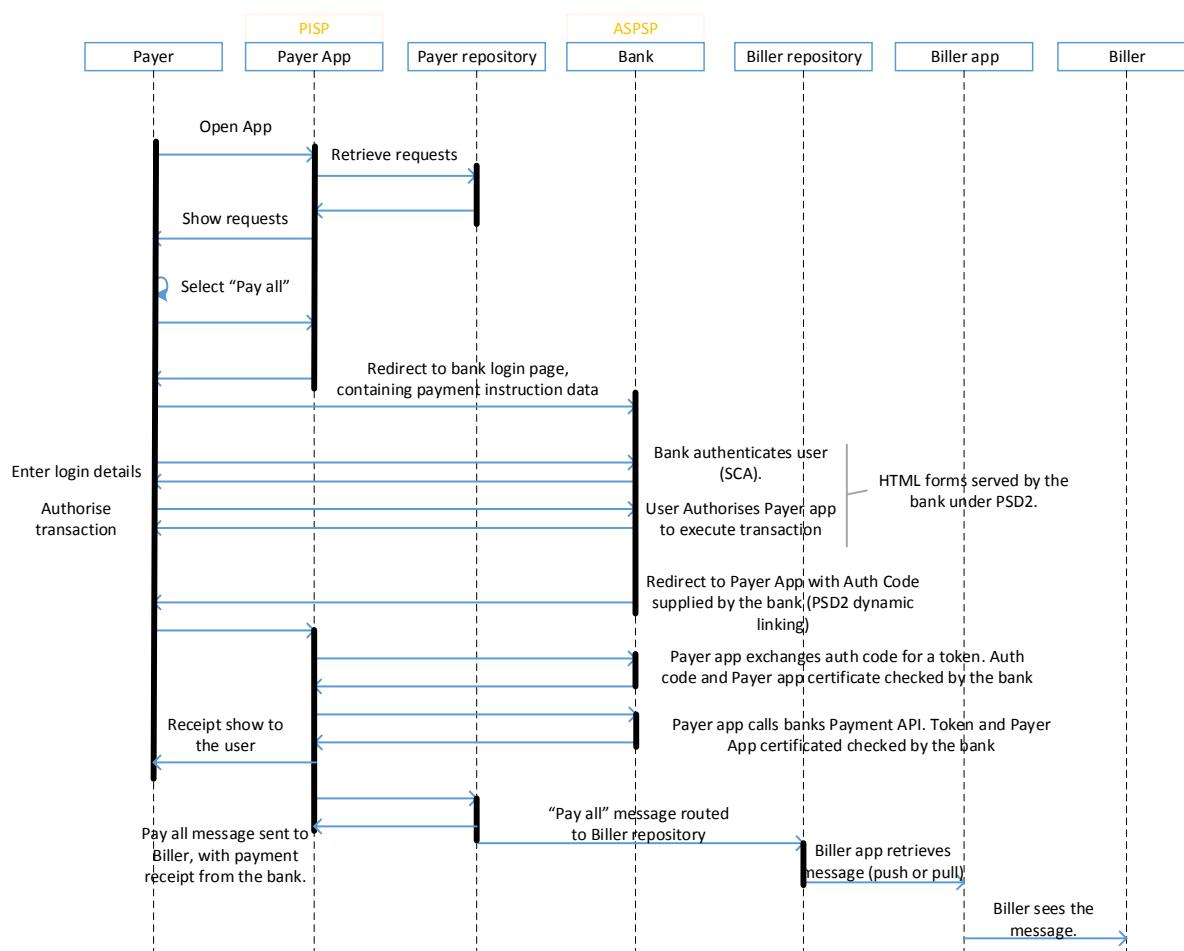 PISP
ASPSP
Payer
Payer App
Payer repository
Bank
Biller repository
Biller app
Biller
Open App
Retrieve requests
Show requests
Select “Pay all”
Redirect to bank login page,
containing payment instruction data
Enter login details
Bank authenticates user
(SCA).
HTML forms served by the
bank under PSD2.
Authorise
transaction
User Authorises Payer app
to execute transaction
Redirect to Payer App with Auth Code
supplied by the bank (PSD2 dynamic
linking)
Payer app exchanges auth code for a token. Auth
code and Payer app certificate checked by the bank
Receipt show to
the user
Payer app calls banks Payment API. Token and Payer
App certificated checked by the bank
Pay all message sent to
Biller, with payment
receipt from the bank.
“Pay all” message routed
to Biller repository
Biller app retrieves
message (push or pull)
Biller sees the
message.